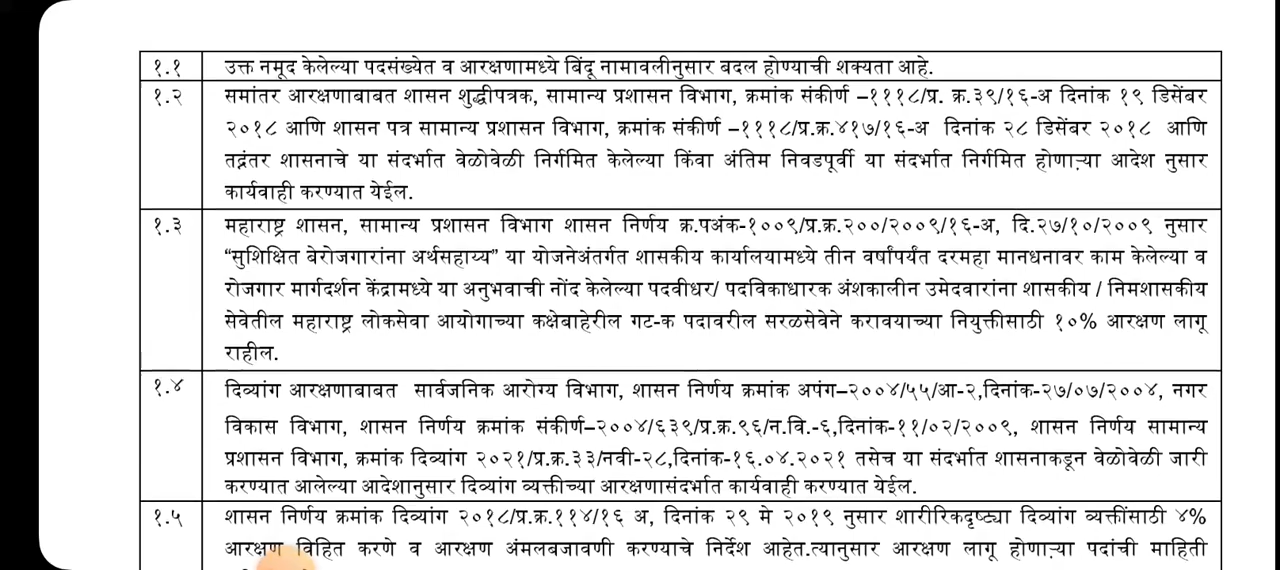 १.१ उक्त नमूद केलेल्या पदसंख्येत व आरक्षणामध्ये बिंदू नामावलीनुसार बदल होण्याची शक्यता आहे.
१.२ समांतर आरक्षणाबाबत शासन शुद्धीपत्रक, सामान्य प्रशासन विभाग, क्रमांक संकीर्ण –१११८/प्र. क्र.३९/१६-अ दिनांक १९ डिसेंबर
२०१८ आणि शासन पत्र सामान्य प्रशासन विभाग, क्रमांक संकीर्ण –१११८/प्र.क्र.४१७/१६-अ दिनांक २८ डिसेंबर २०१८ आणि
तद्नंतर शासनाचे या संदर्भात वेळोवेळी निर्गमित केलेल्या किंवा अंतिम निवडपूर्वी या संदर्भात निर्गमित होणाऱ्या आदेश नुसार
कार्यवाही करण्यात येईल.
१.३ महाराष्ट्र शासन, सामान्य प्रशासन विभाग शासन निर्णय क्र.पअंक-१००९/प्र.क्र.२००/२००९/१६-अ, दि.२७/१०/२००९ नुसार
“सुशिक्षित बेरोजगारांना अर्थसहाय्य” या योजनेअंतर्गत शासकीय कार्यालयामध्ये तीन वर्षापर्यंत दरमहा मानधनावर काम केलेल्या व
रोजगार मार्गदर्शन केंद्रामध्ये या अनुभवाची नोंद केलेल्या पदवीधर/ पदविकाधारक अंशकालीन उमेदवारांना शासकीय / निमशासकीय
सेवेतील महाराष्ट्र लोकसेवा आयोगाच्या कक्षेबाहेरील गट-क पदावरील सरळसेवेने करावयाच्या नियुक्तीसाठी १०% आरक्षण लागू
राहील.
१.४ दिव्यांग आरक्षणाबाबत सार्वजनिक आरोग्य विभाग, शासन निर्णय क्रमांक अपंग–२००४/५५/आ-२,दिनांक-२७/०७/२००४, नगर
विकास विभाग, शासन निर्णय क्रमांक संकीर्ण–२००४/६३९/प्र.क्र.९६/न.वि.-६,दिनांक-११/०२/२००९, शासन निर्णय सामान्य
प्रशासन विभाग, क्रमांक दिव्यांग २०२१/प्र.क्र.३३/नवी-२८,दिनांक-१६.०४.२०२१ तसेच या संदर्भात शासनाकडून वेळोवेळी जारी
करण्यात आलेल्या आदेशानुसार दिव्यांग व्यक्तीच्या आरक्षणासंदर्भात कार्यवाही करण्यात येईल.
१.५ शासन निर्णय क्रमांक दिव्यांग २०१८/प्र.क्र.११४/१६ अ, दिनांक २९ मे २०१९ नुसार शारीरिकदृष्ट्या दिव्यांग व्यक्तींसाठी ४%
आरक्षण विहित करणे व आरक्षण अंमलबजावणी करण्याचे निर्देश आहेत.त्यानुसार आरक्षण लागू होणाऱ्या पदांची माहिती